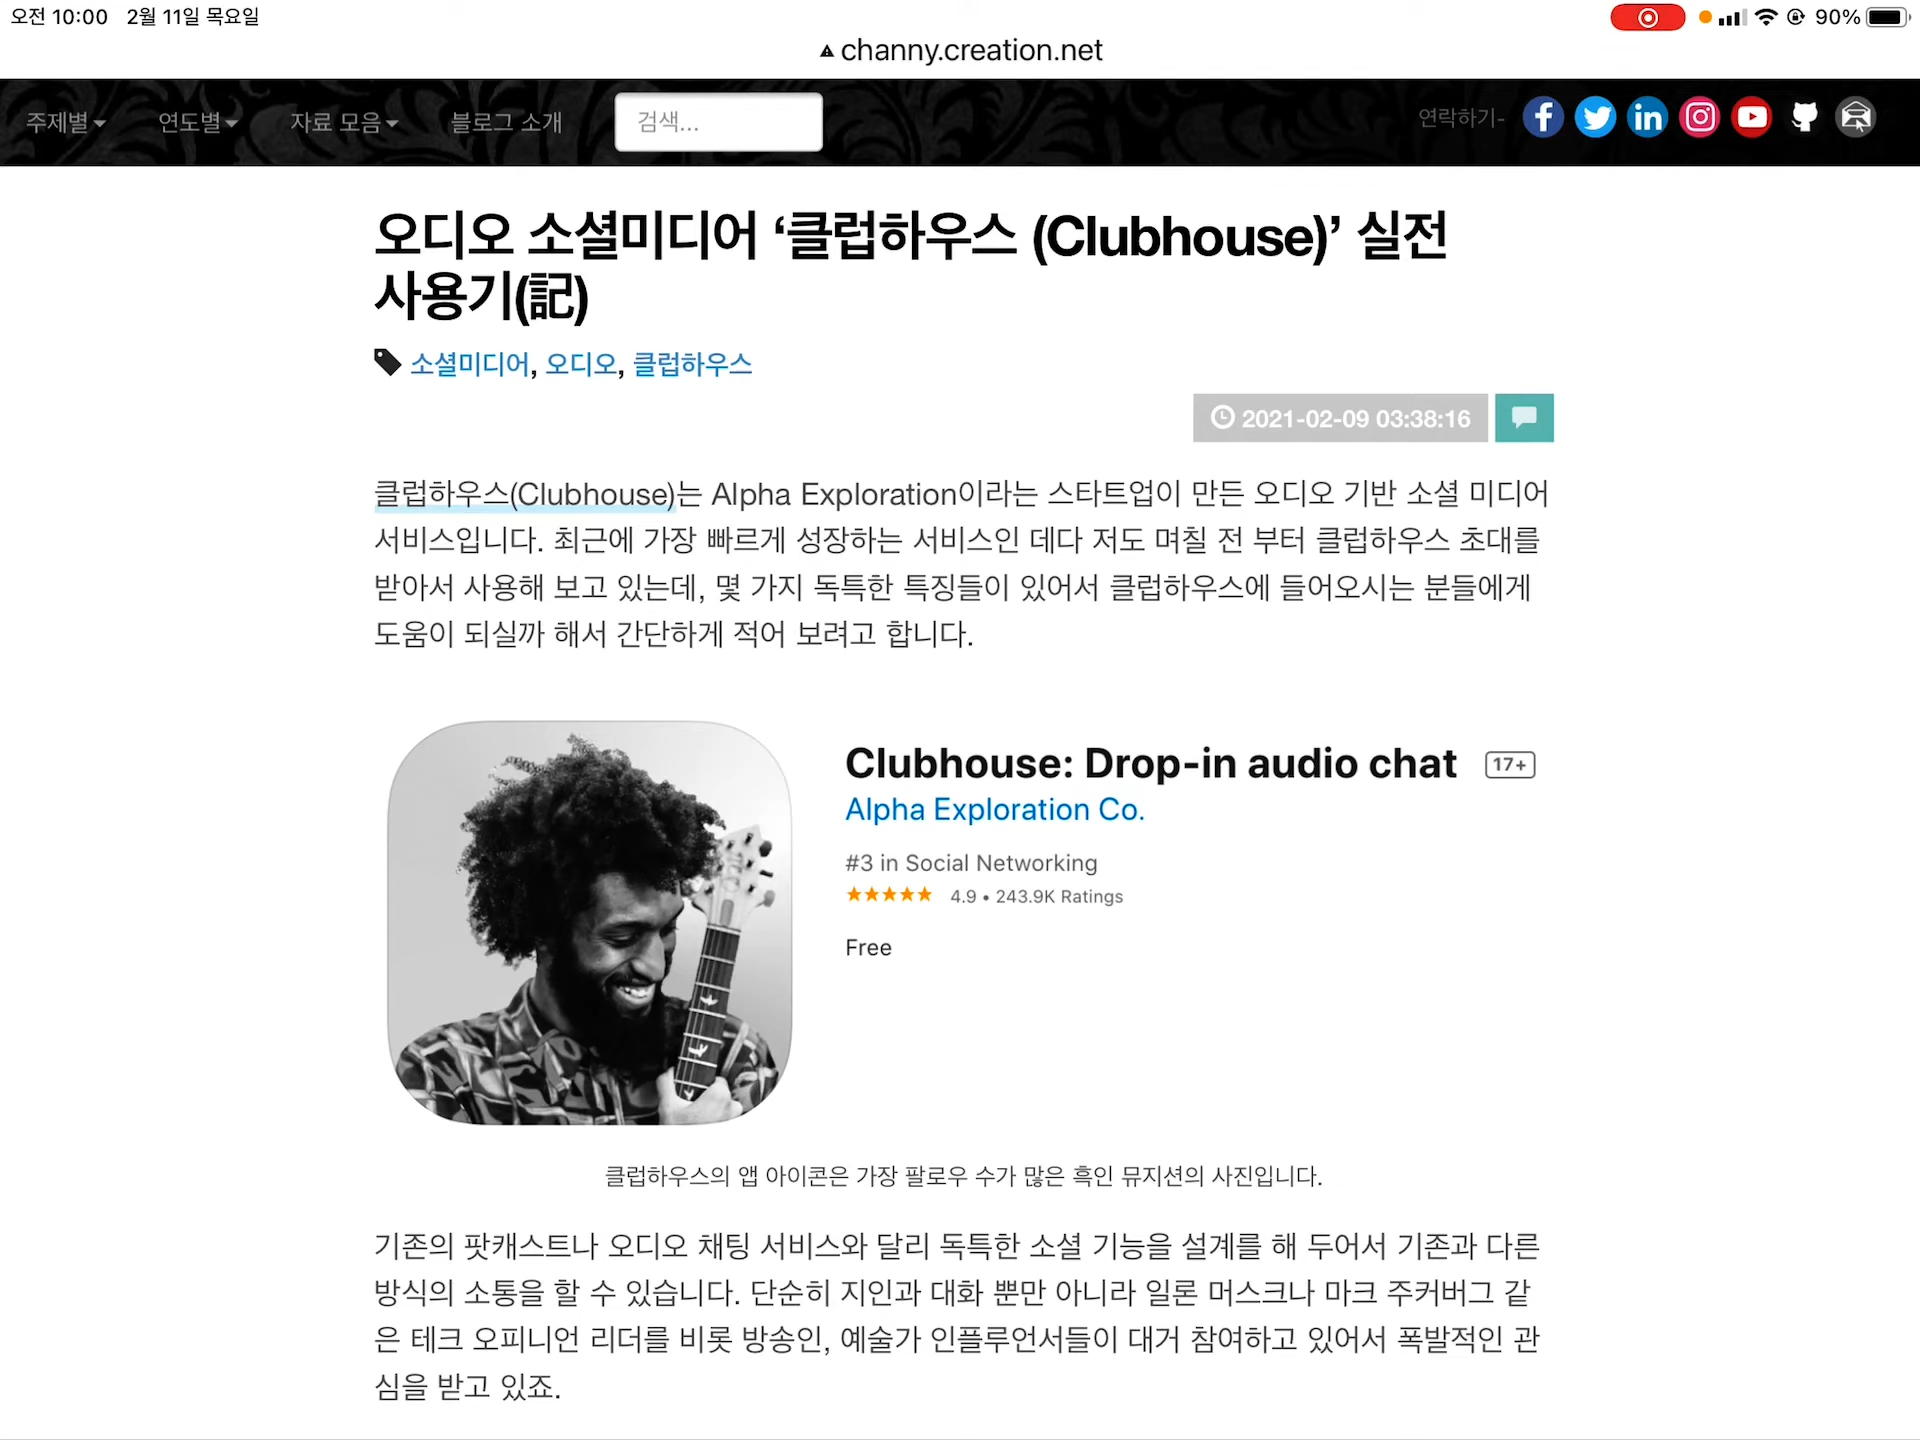 오전 10:00 2월 11일 목요일
90%
channy.creation.net
주제별 연도별 자료 모음 블로그 소개 검색... 연락하기-
오디오 소셜미디어 ‘클럽하우스 (Clubhouse)’ 실전
사용기(記)
소셜미디어, 오디오, 클럽하우스
2021-02-09 03:38:16
클럽하우스(Clubhouse)는 Alpha Exploration이라는 스타트업이 만든 오디오 기반 소셜 미디어
서비스입니다. 최근에 가장 빠르게 성장하는 서비스인 데다 저도 며칠 전 부터 클럽하우스 초대를
받아서 사용해 보고 있는데, 몇 가지 독특한 특징들이 있어서 클럽하우스에 들어오시는 분들에게
도움이 되실까 해서 간단하게 적어 보려고 합니다.
Clubhouse: Drop-in audio chat 17+
Alpha Exploration Co.
#3 in Social Networking
★★★★★ 4.9 • 243.9K Ratings
Free
클럽하우스의 앱 아이콘은 가장 팔로우 수가 많은 흑인 뮤지션의 사진입니다.
기존의 팟캐스트나 오디오 채팅 서비스와 달리 독특한 소셜 기능을 설계를 해 두어서 기존과 다른
방식의 소통을 할 수 있습니다. 단순히 지인과 대화 뿐만 아니라 일론 머스크나 마크 주커버그 같
은 테크 오피니언 리더를 비롯 방송인, 예술가 인플루언서들이 대거 참여하고 있어서 폭발적인 관
심을 받고 있죠.